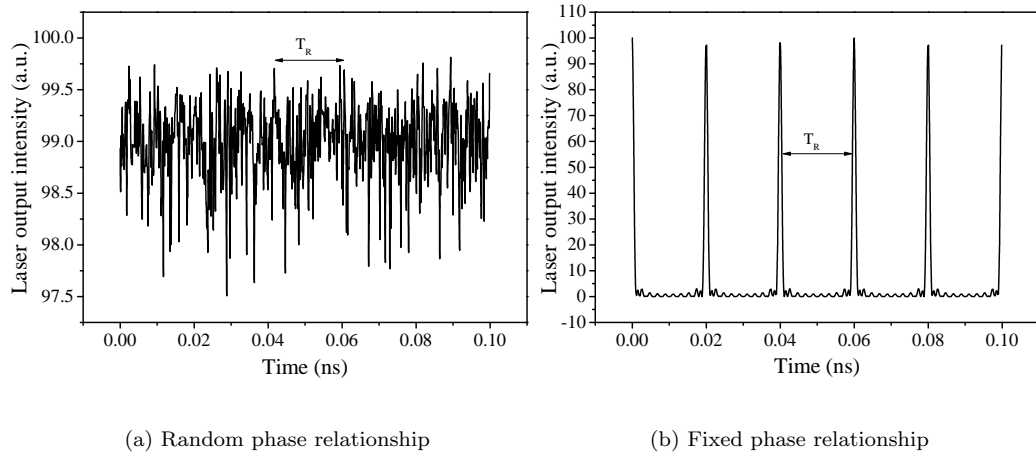 Laser output intensity (a.u.)
100.0
99.5
99.0
98.5
98.0
97.5
T_R
0.00 0.02 0.04 0.06 0.08 0.10
Time (ns)
(a) Random phase relationship
Laser output intensity (a.u.)
110
100
90
80
70
60
50
40
30
20
10
0
-10
T_R
0.00 0.02 0.04 0.06 0.08 0.10
Time (ns)
(b) Fixed phase relationship